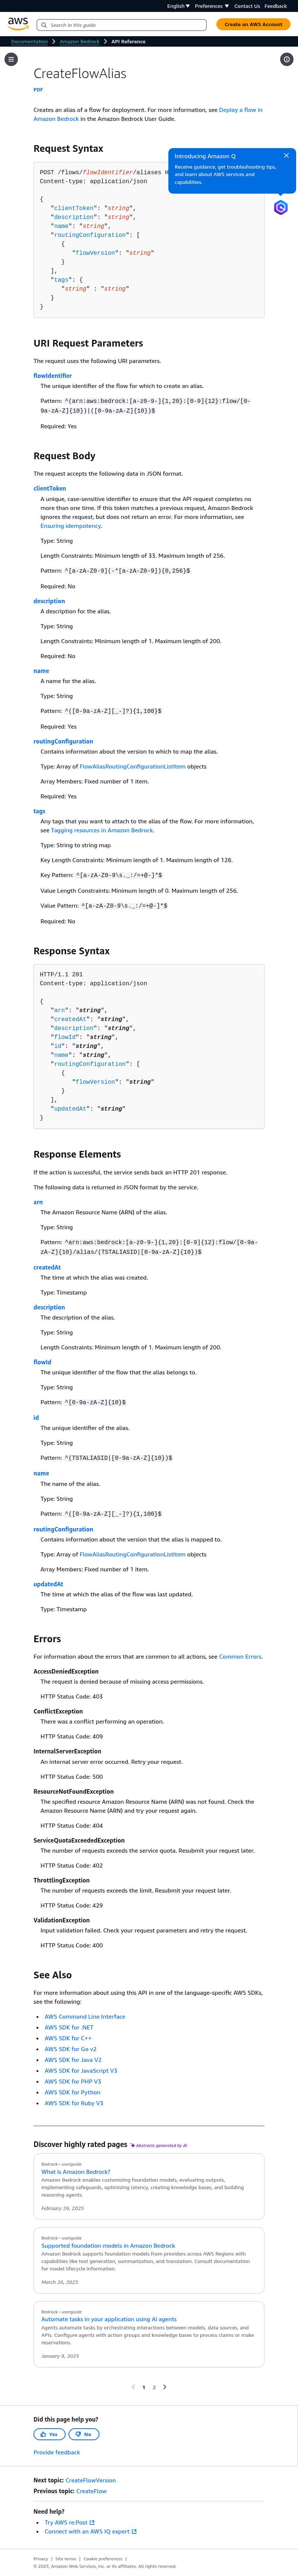 English ▼ Preferences ▼ Contact Us Feedback
aws
Search in this guide
Create an AWS Account
Documentation > Amazon Bedrock > API Reference
CreateFlowAlias
PDF
Creates an alias of a flow for deployment. For more information, see Deploy a flow in
Amazon Bedrock in the Amazon Bedrock User Guide.
Introducing Amazon Q
Receive guidance, get troubleshooting tips,
and learn about AWS services and
capabilities.
Request Syntax
POST /flows/flowIdentifier/aliases H
Content-type: application/json
{
"clientToken": "string",
"description": "string",
"name": "string",
"routingConfiguration": [
{
"flowVersion": "string"
}
],
"tags": {
"string" : "string"
}
}
URI Request Parameters
The request uses the following URI parameters.
flowIdentifier
The unique identifier of the flow for which to create an alias.
Pattern: ^(arn:aws:bedrock:[a-z0-9-]{1,20}:[0-9]{12}:flow/[0-
9a-zA-Z]{10})|([0-9a-zA-Z]{10})$
Required: Yes
Request Body
The request accepts the following data in JSON format.
clientToken
A unique, case-sensitive identifier to ensure that the API request completes no
more than one time. If this token matches a previous request, Amazon Bedrock
ignores the request, but does not return an error. For more information, see
Ensuring idempotency.
Type: String
Length Constraints: Minimum length of 33. Maximum length of 256.
Pattern: ^[a-zA-Z0-9](-*[a-zA-Z0-9]){0,256}$
Required: No
description
A description for the alias.
Type: String
Length Constraints: Minimum length of 1. Maximum length of 200.
Required: No
name
A name for the alias.
Type: String
Pattern: ^([0-9a-zA-Z][_-]?){1,100}$
Required: Yes
routingConfiguration
Contains information about the version to which to map the alias.
Type: Array of FlowAliasRoutingConfigurationListItem objects
Array Members: Fixed number of 1 item.
Required: Yes
tags
Any tags that you want to attach to the alias of the flow. For more information,
see Tagging resources in Amazon Bedrock.
Type: String to string map
Key Length Constraints: Minimum length of 1. Maximum length of 128.
Key Pattern: ^[a-zA-Z0-9\s._:/=+@-]*$
Value Length Constraints: Minimum length of 0. Maximum length of 256.
Value Pattern: ^[a-zA-Z0-9\s._:/=+@-]*$
Required: No
Response Syntax
HTTP/1.1 201
Content-type: application/json
{
"arn": "string",
"createdAt": "string",
"description": "string",
"flowId": "string",
"id": "string",
"name": "string",
"routingConfiguration": [
{
"flowVersion": "string"
}
],
"updatedAt": "string"
}
Response Elements
If the action is successful, the service sends back an HTTP 201 response.
The following data is returned in JSON format by the service.
arn
The Amazon Resource Name (ARN) of the alias.
Type: String
Pattern: ^arn:aws:bedrock:[a-z0-9-]{1,20}:[0-9]{12}:flow/[0-9a-
zA-Z]{10}/alias/(TSTALIASID|[0-9a-zA-Z]{10})$
createdAt
The time at which the alias was created.
Type: Timestamp
description
The description of the alias.
Type: String
Length Constraints: Minimum length of 1. Maximum length of 200.
flowId
The unique identifier of the flow that the alias belongs to.
Type: String
Pattern: ^[0-9a-zA-Z]{10}$
id
The unique identifier of the alias.
Type: String
Pattern: ^(TSTALIASID|[0-9a-zA-Z]{10})$
name
The name of the alias.
Type: String
Pattern: ^([0-9a-zA-Z][_-]?){1,100}$
routingConfiguration
Contains information about the version that the alias is mapped to.
Type: Array of FlowAliasRoutingConfigurationListItem objects
Array Members: Fixed number of 1 item.
updatedAt
The time at which the alias of the flow was last updated.
Type: Timestamp
Errors
For information about the errors that are common to all actions, see Common Errors.
AccessDeniedException
The request is denied because of missing access permissions.
HTTP Status Code: 403
ConflictException
There was a conflict performing an operation.
HTTP Status Code: 409
InternalServerException
An internal server error occurred. Retry your request.
HTTP Status Code: 500
ResourceNotFoundException
The specified resource Amazon Resource Name (ARN) was not found. Check the
Amazon Resource Name (ARN) and try your request again.
HTTP Status Code: 404
ServiceQuotaExceededException
The number of requests exceeds the service quota. Resubmit your request later.
HTTP Status Code: 402
ThrottlingException
The number of requests exceeds the limit. Resubmit your request later.
HTTP Status Code: 429
ValidationException
Input validation failed. Check your request parameters and retry the request.
HTTP Status Code: 400
See Also
For more information about using this API in one of the language-specific AWS SDKs,
see the following:
• AWS Command Line Interface
• AWS SDK for .NET
• AWS SDK for C++
• AWS SDK for Go v2
• AWS SDK for Java V2
• AWS SDK for JavaScript V3
• AWS SDK for PHP V3
• AWS SDK for Python
• AWS SDK for Ruby V3
Discover highly rated pages Abstracts generated by AI
Bedrock › userguide
What is Amazon Bedrock?
Amazon Bedrock enables customizing foundation models, evaluating outputs,
implementing safeguards, optimizing latency, creating knowledge bases, and building
reasoning agents.
February 26, 2025
Bedrock › userguide
Supported foundation models in Amazon Bedrock
Amazon Bedrock supports foundation models from providers across AWS Regions with
capabilities like text generation, summarization, and translation. Consult documentation
for model lifecycle information.
March 26, 2025
Bedrock › userguide
Automate tasks in your application using AI agents
Agents automate tasks by orchestrating interactions between models, data sources, and
APIs. Configure agents with action groups and knowledge bases to process claims or make
reservations.
January 9, 2025
1 2
Did this page help you?
Yes No
Provide feedback
Next topic: CreateFlowVersion
Previous topic: CreateFlow
Need help?
• Try AWS re:Post
• Connect with an AWS IQ expert
Privacy | Site terms | Cookie preferences |
© 2025, Amazon Web Services, Inc. or its affiliates. All rights reserved.